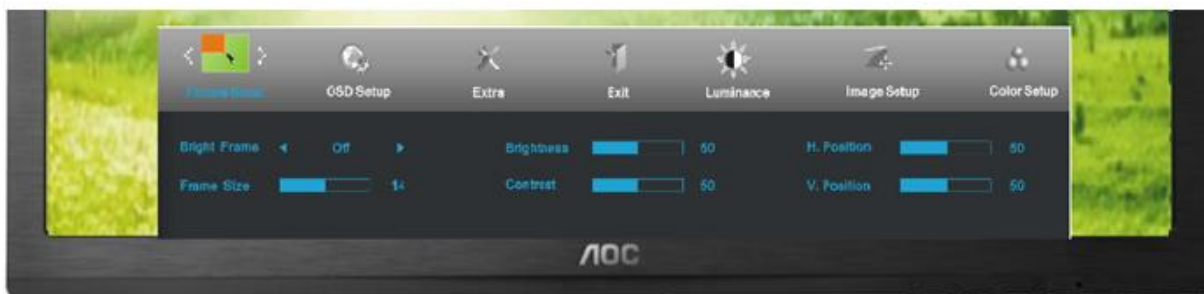 OSD Setup
Extra
Exit
Luminance
Image Setup
Color Setup
Bright Frame Off
Brightness 50
H. Position 50
Frame Size 14
Contrast 50
V. Position 50
AOC